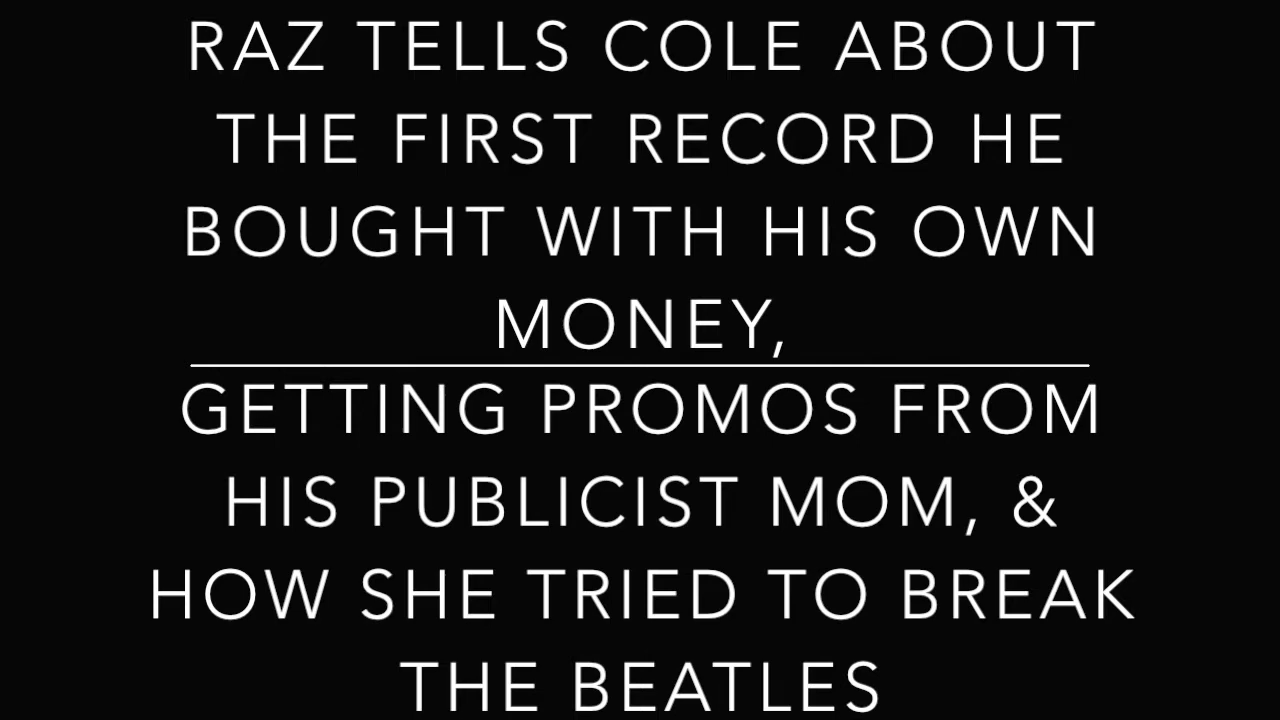 RAZ TELLS COLE ABOUT
THE FIRST RECORD HE
BOUGHT WITH HIS OWN
MONEY,
GETTING PROMOS FROM
HIS PUBLICIST MOM, &
HOW SHE TRIED TO BREAK
THE BEATLES